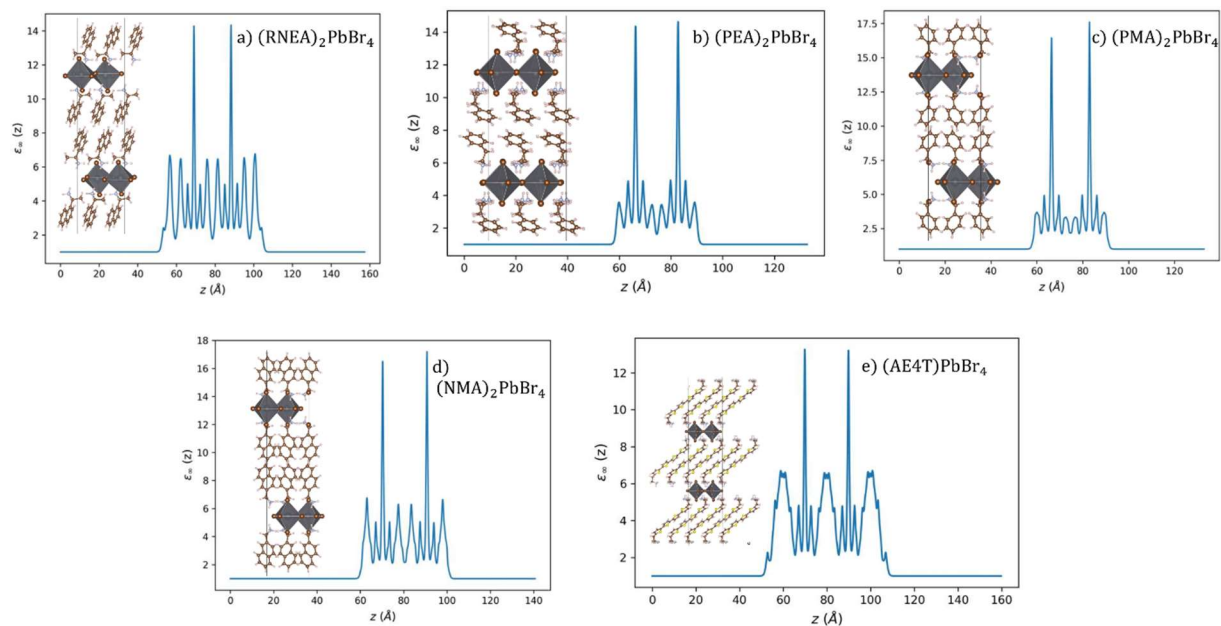 a) (RNEA)₂PbBr₄
14
12
10
8
6
4
2
ε∞ (z)
0 20 40 60 80 100 120 140 160
z (Å)
b) (PEA)₂PbBr₄
14
12
10
8
6
4
2
ε∞ (z)
0 20 40 60 80 100 120
z (Å)
c) (PMA)₂PbBr₄
17.5
15.0
12.5
10.0
7.5
5.0
2.5
ε∞ (z)
0 20 40 60 80 100 120
z (Å)
d)
(NMA)₂PbBr₄
18
16
14
12
10
8
6
4
2
ε∞ (z)
0 20 40 60 80 100 120 140
z (Å)
e) (AE4T)PbBr₄
12
10
8
6
4
2
ε∞ (z)
0 20 40 60 80 100 120 140 160
z (Å)